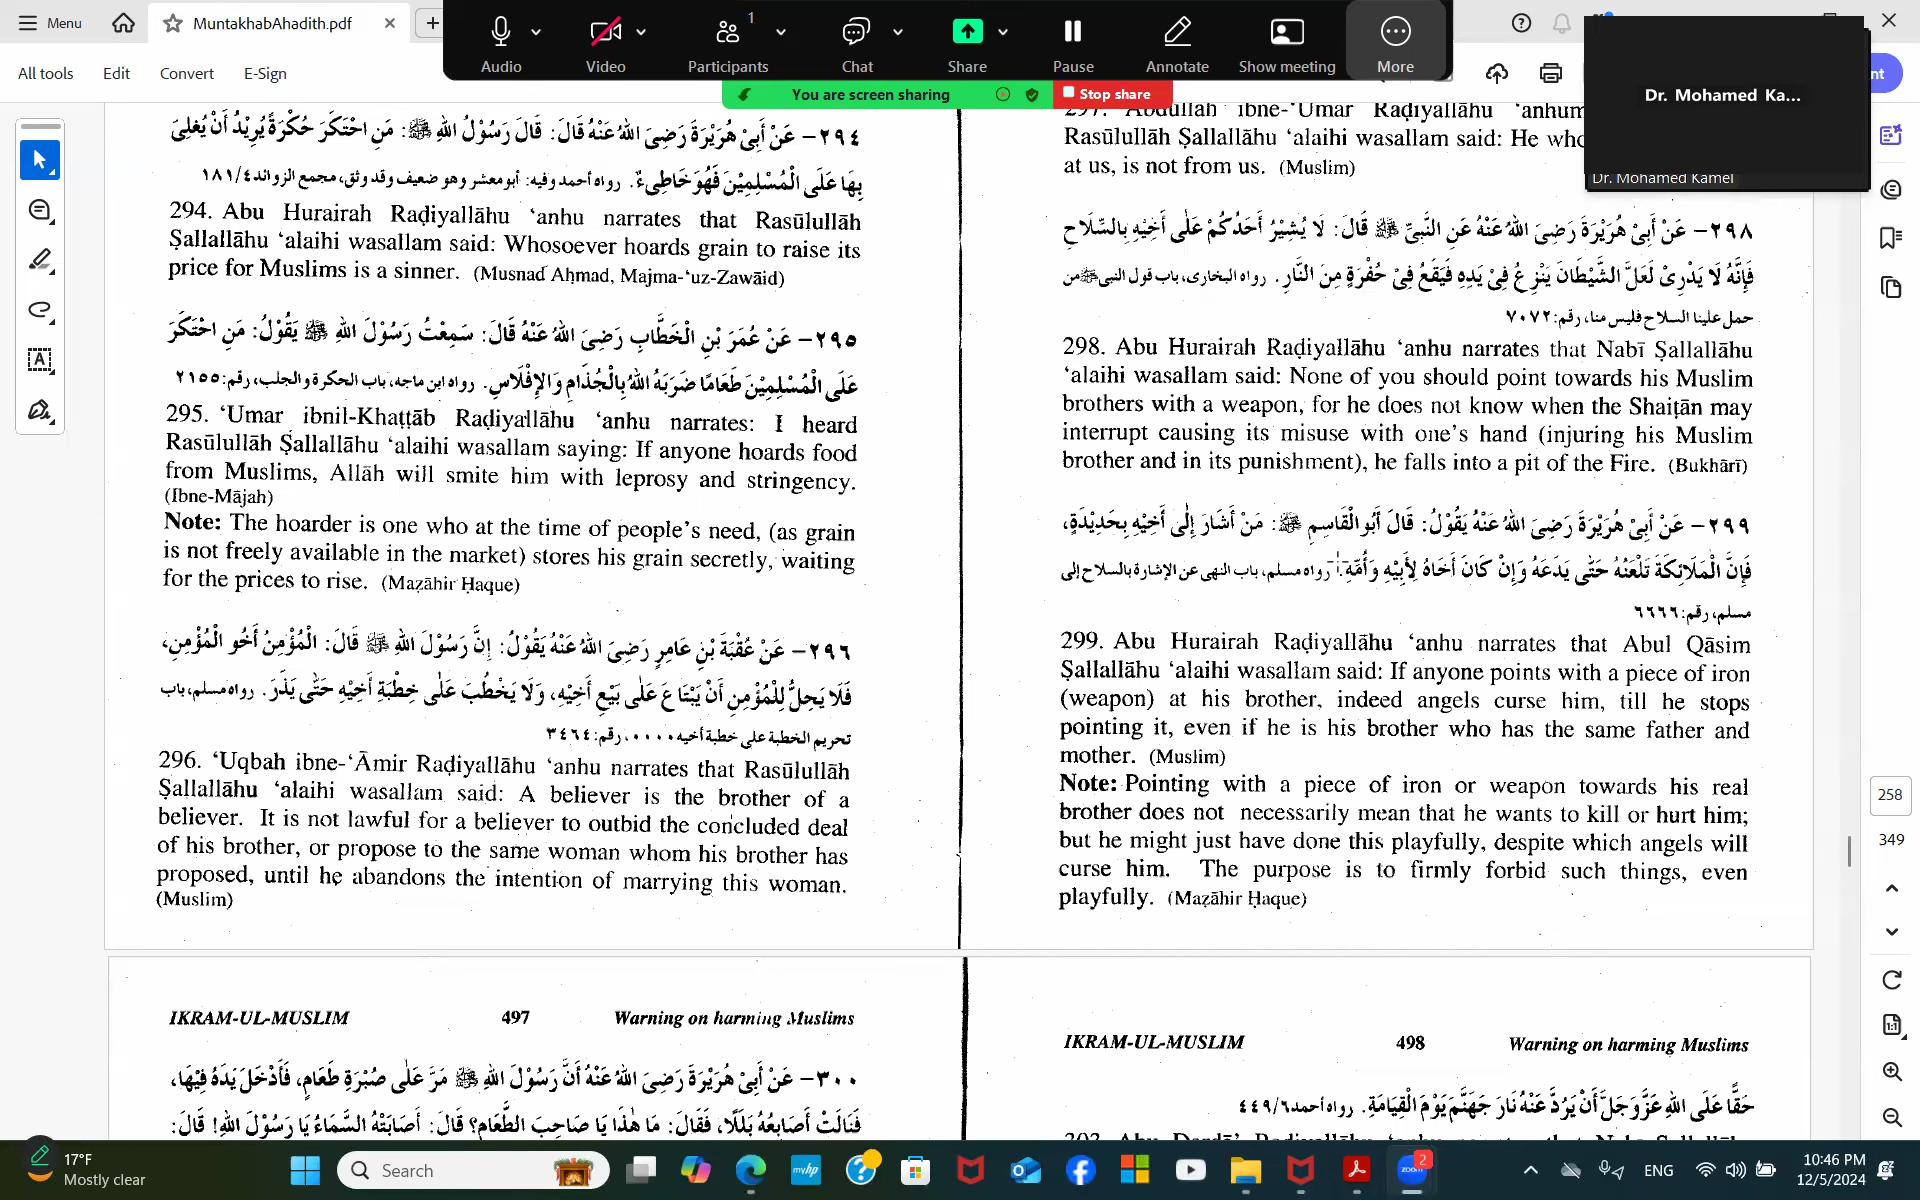 Menu
MuntakhabAhadith.pdf
All tools
Edit
Convert
E-Sign
Audio
Video
1
Participants
Chat
Share
Pause
Annotate
Show meeting
More
You are screen sharing
Stop share
Dr. Mohamed Ka...
Dr. Mohamed Kamel
٢٩٤- عَنْ أَبِيْ هُرَيْرَةَ رَضِيَ اللهُ عَنْهُ قَالَ: قَالَ رَسُوْلُ اللهِ ﷺ: مَنِ احْتَكَرَ حُكْرَةً يُرِيْدُ أَنْ يُغْلِيَ
بِهَا عَلَى الْمُسْلِمِيْنَ فَهُوَ خَاطِیءٌ. رواه أحمد وفيه: أبو معشر وهو ضعيف وقد وثق، مجمع الزوائد ٤/١٨١
294. Abu Hurairah Raḍiyallāhu ‘anhu narrates that Rasūlullāh
Ṣallallāhu ‘alaihi wasallam said: Whosoever hoards grain to raise its
price for Muslims is a sinner. (Musnad Aḥmad, Majma-‘uz-Zawāid)
٢٩٥- عَنْ عُمَرَ بْنِ الْخَطَّابِ رَضِيَ اللهُ عَنْهُ قَالَ: سَمِعْتُ رَسُوْلَ اللهِ ﷺ يَقُوْلُ: مَنِ احْتَكَرَ
عَلَى الْمُسْلِمِيْنَ طَعَامًا ضَرَبَهُ اللهُ بِالْجُذَامِ وَالإِفْلَاسِ. رواه ابن ماجه، باب الحكرة والجلب، رقم: ٢١٥٥
295. ‘Umar ibnil-Khaṭṭāb Raḍiyallāhu ‘anhu narrates: I heard
Rasūlullāh Ṣallallāhu ‘alaihi wasallam saying: If anyone hoards food
from Muslims, Allāh will smite him with leprosy and stringency.
(Ibne-Mājah)
Note: The hoarder is one who at the time of people’s need, (as grain
is not freely available in the market) stores his grain secretly, waiting
for the prices to rise. (Maẓāhir Ḥaque)
٢٩٦- عَنْ عُقْبَةَ بْنِ عَامِرٍ رَضِيَ اللهُ عَنْهُ يَقُوْلُ: إِنَّ رَسُوْلَ اللهِ ﷺ قَالَ: الْمُؤْمِنُ أَخُو الْمُؤْمِنِ،
فَلَا يَحِلُّ لِلْمُؤْمِنِ أَنْ يَبْتَاعَ عَلٰى بَيْعِ أَخِيْهِ، وَلَا يَخْطُبَ عَلٰى خِطْبَةِ أَخِيْهِ حَتّٰى يَذَرَ. رواه مسلم، باب
تحريم الخطبة على خطبة أخيه ٠٠٠٠، رقم: ٣٤٦٤
296. ‘Uqbah ibne-‘Āmir Raḍiyallāhu ‘anhu narrates that Rasūlullāh
Ṣallallāhu ‘alaihi wasallam said: A believer is the brother of a
believer. It is not lawful for a believer to outbid the concluded deal
of his brother, or propose to the same woman whom his brother has
proposed, until he abandons the intention of marrying this woman.
(Muslim)
297. Abdullah ibne-‘Umar Raḍiyallāhu ‘anhum
Rasūlullāh Ṣallallāhu ‘alaihi wasallam said: He who
at us, is not from us. (Muslim)
٢٩٨- عَنْ أَبِيْ هُرَيْرَةَ رَضِيَ اللهُ عَنْهُ عَنِ النَّبِيِّ ﷺ قَالَ: لَا يُشِيْرُ أَحَدُكُمْ عَلٰى أَخِيْهِ بِالسِّلَاحِ
فَإِنَّهُ لَا يَدْرِيْ لَعَلَّ الشَّيْطَانَ يَنْزِعُ فِيْ يَدِهِ فَيَقَعُ فِيْ حُفْرَةٍ مِنَ النَّارِ. رواه البخاری، باب قول النبی ﷺ من
حمل علينا السلاح فليس منا، رقم: ٧٠٧٢
298. Abu Hurairah Raḍiyallāhu ‘anhu narrates that Nabī Ṣallallāhu
‘alaihi wasallam said: None of you should point towards his Muslim
brothers with a weapon, for he does not know when the Shaiṭān may
interrupt causing its misuse with one’s hand (injuring his Muslim
brother and in its punishment), he falls into a pit of the Fire. (Bukhārī)
٢٩٩- عَنْ أَبِيْ هُرَيْرَةَ رَضِيَ اللهُ عَنْهُ يَقُوْلُ: قَالَ أَبُو الْقَاسِمِ ﷺ: مَنْ أَشَارَ إِلٰى أَخِيْهِ بِحَدِيْدَةٍ،
فَإِنَّ الْمَلَائِكَةَ تَلْعَنُهُ حَتّٰى يَدَعَهُ وَإِنْ كَانَ أَخَاهُ لِأَبِيْهِ وَأُمِّهِ. رواه مسلم، باب النهی عن الإشارة بالسلاح إلی
مسلم، رقم: ٦٦٦٦
299. Abu Hurairah Raḍiyallāhu ‘anhu narrates that Abul Qāsim
Ṣallallāhu ‘alaihi wasallam said: If anyone points with a piece of iron
(weapon) at his brother, indeed angels curse him, till he stops
pointing it, even if he is his brother who has the same father and
mother. (Muslim)
Note: Pointing with a piece of iron or weapon towards his real
brother does not necessarily mean that he wants to kill or hurt him;
but he might just have done this playfully, despite which angels will
curse him. The purpose is to firmly forbid such things, even
playfully. (Maẓāhir Ḥaque)
258
349
IKRAM-UL-MUSLIM 497 Warning on harming Muslims
٣٠٠- عَنْ أَبِيْ هُرَيْرَةَ رَضِيَ اللهُ عَنْهُ أَنَّ رَسُوْلَ اللهِ ﷺ مَرَّ عَلٰى صُبْرَةِ طَعَامٍ، فَأَدْخَلَ يَدَهُ فِيْهَا،
فَنَالَتْ أَصَابِعُهُ بَلَلًا، فَقَالَ: مَا هٰذَا يَا صَاحِبَ الطَّعَامِ؟ قَالَ: أَصَابَتْهُ السَّمَاءُ يَا رَسُوْلَ اللهِ! قَالَ:
IKRAM-UL-MUSLIM 498 Warning on harming Muslims
حَقًّا عَلَى اللهِ عَزَّوَجَلَّ أَنْ يَرُدَّ عَنْهُ نَارَ جَهَنَّمَ يَوْمَ الْقِيَامَةِ. رواه أحمد ٦/٤٤٩
17°F
Mostly clear
Search
myhp
zoom
2
ENG
10:46 PM
12/5/2024